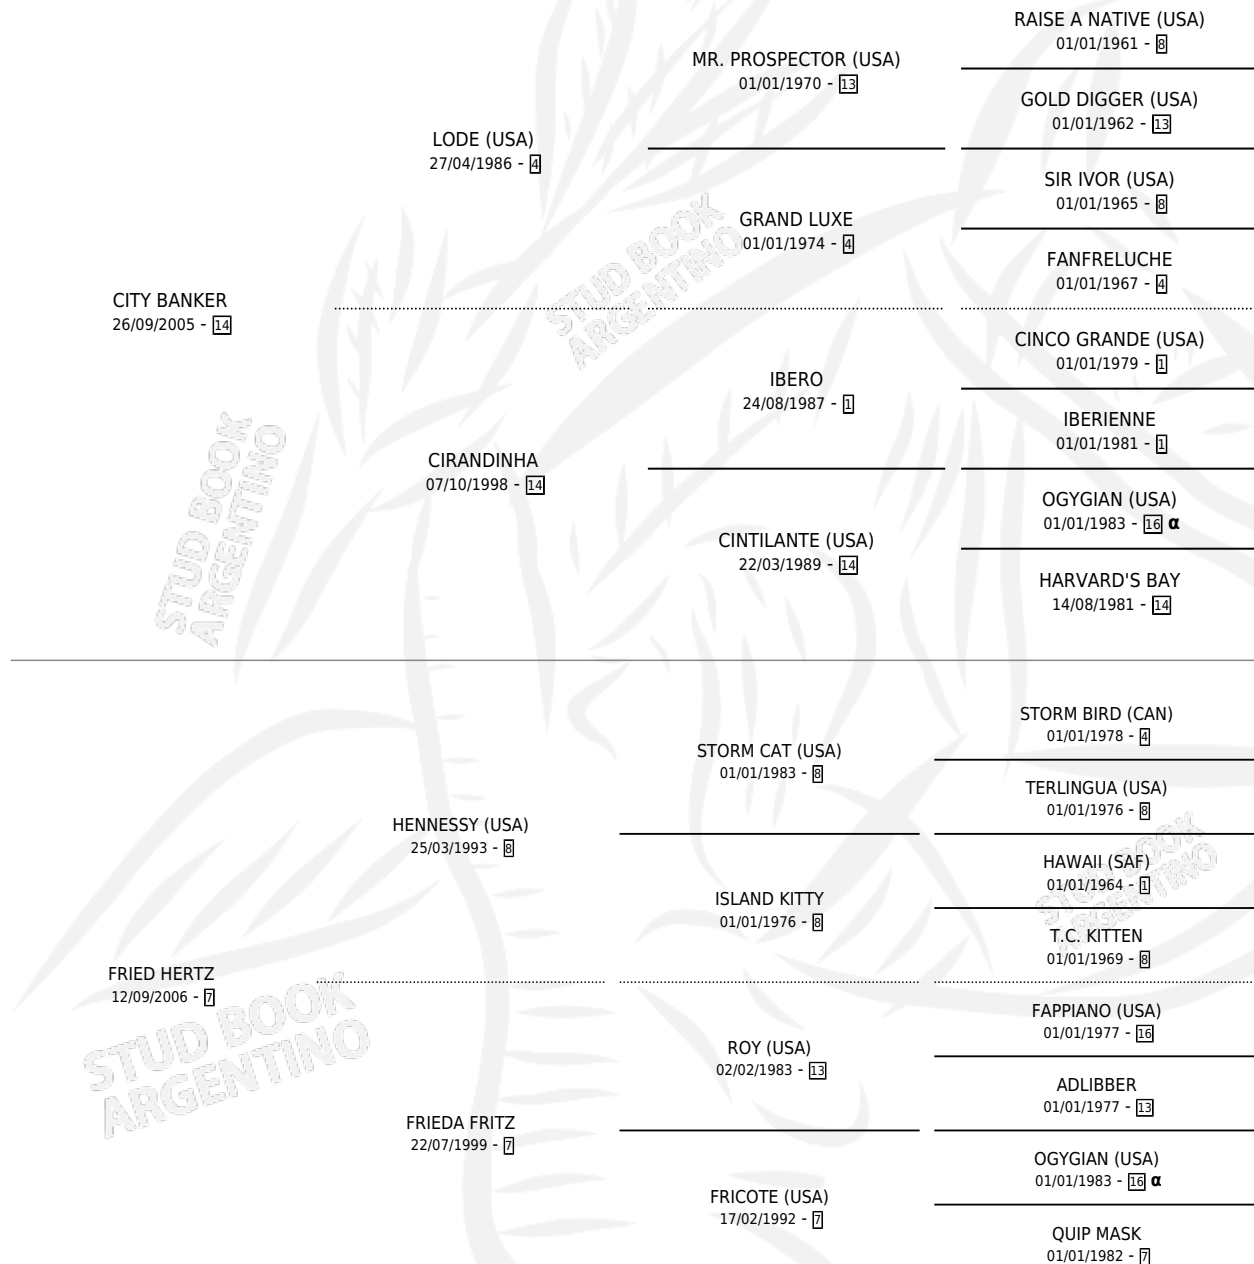 RAISE A NATIVE (USA)
01/01/1961 - 8
MR. PROSPECTOR (USA)
01/01/1970 - 13
GOLD DIGGER (USA)
01/01/1962 - 13
LODE (USA)
27/04/1986 - 4
SIR IVOR (USA)
01/01/1965 - 8
GRAND LUXE
01/01/1974 - 4
FANFRELUCHE
01/01/1967 - 4
STUD BOOK
ARGENTINO
CITY BANKER
26/09/2005 - 14
CINCO GRANDE (USA)
01/01/1979 - 1
IBERO
24/08/1987 - 1
IBERIENNE
01/01/1981 - 1
CIRANDINHA
07/10/1998 - 14
OGYGIAN (USA)
01/01/1983 - 16 α
CINTILANTE (USA)
22/03/1989 - 14
HARVARD'S BAY
14/08/1981 - 14
STUD BOOK
ARGENTINO
STORM BIRD (CAN)
01/01/1978 - 4
STORM CAT (USA)
01/01/1983 - 8
TERLINGUA (USA)
01/01/1976 - 8
HENNESSY (USA)
25/03/1993 - 8
HAWAII (SAF)
01/01/1964 - 1
ISLAND KITTY
01/01/1976 - 8
T.C. KITTEN
01/01/1969 - 8
STUD BOOK
ARGENTINO
FRIED HERTZ
12/09/2006 - 7
FAPPIANO (USA)
01/01/1977 - 16
ROY (USA)
02/02/1983 - 13
ADLIBBER
01/01/1977 - 13
STUD BOOK
ARGENTINO
FRIEDA FRITZ
22/07/1999 - 7
OGYGIAN (USA)
01/01/1983 - 16 α
FRICOTE (USA)
17/02/1992 - 7
QUIP MASK
01/01/1982 - 7